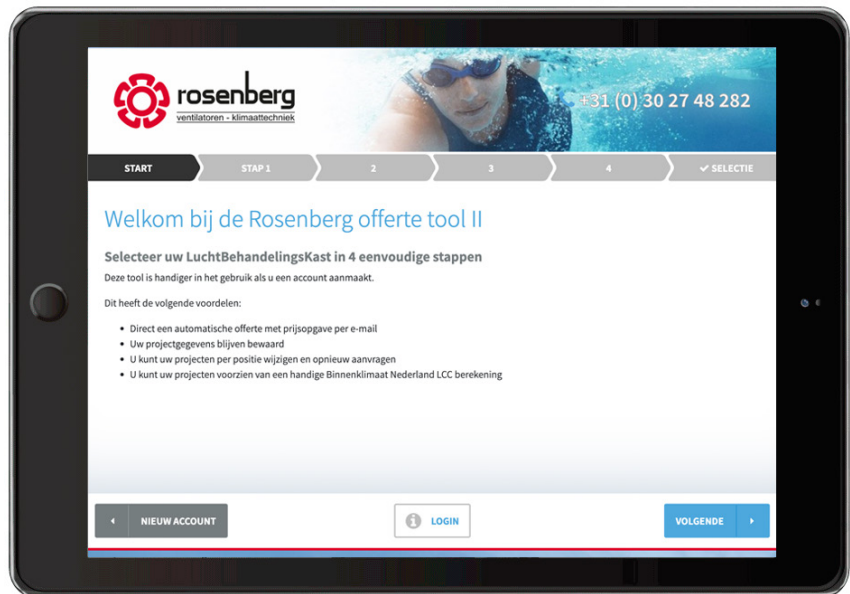 rosenberg
ventilatoren - klimaattechniek
+31 (0) 30 27 48 282
START
STAP 1
2
3
4
SELECTIE
Welkom bij de Rosenberg offerte tool II
Selecteer uw LuchtBehandelingsKast in 4 eenvoudige stappen
Deze tool is handiger in het gebruik als u een account aanmaakt.
Dit heeft de volgende voordelen:
• Direct een automatische offerte met prijsopgave per e-mail
• Uw projectgegevens blijven bewaard
• U kunt uw projecten per positie wijzigen en opnieuw aanvragen
• U kunt uw projecten voorzien van een handige Binnenklimaat Nederland LCC berekening
NIEUW ACCOUNT
LOGIN
VOLGENDE